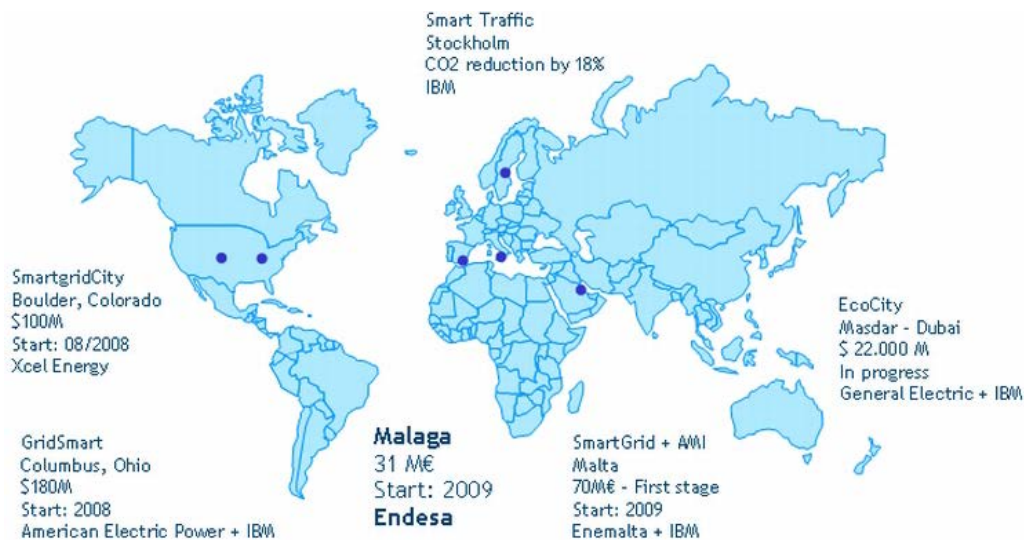 Smart Traffic
Stockholm
CO2 reduction by 18%
IBM
SmartgridCity
Boulder, Colorado
$100M
Start: 08/2008
Xcel Energy
EcoCity
Masdar - Dubai
$ 22.000 M
In progress
General Electric + IBM
GridSmart
Columbus, Ohio
$180M
Start: 2008
American Electric Power + IBM
Malaga
31 M€
Start: 2009
Endesa
SmartGrid + AMI
Malta
70M€ - First stage
Start: 2009
Enemalta + IBM